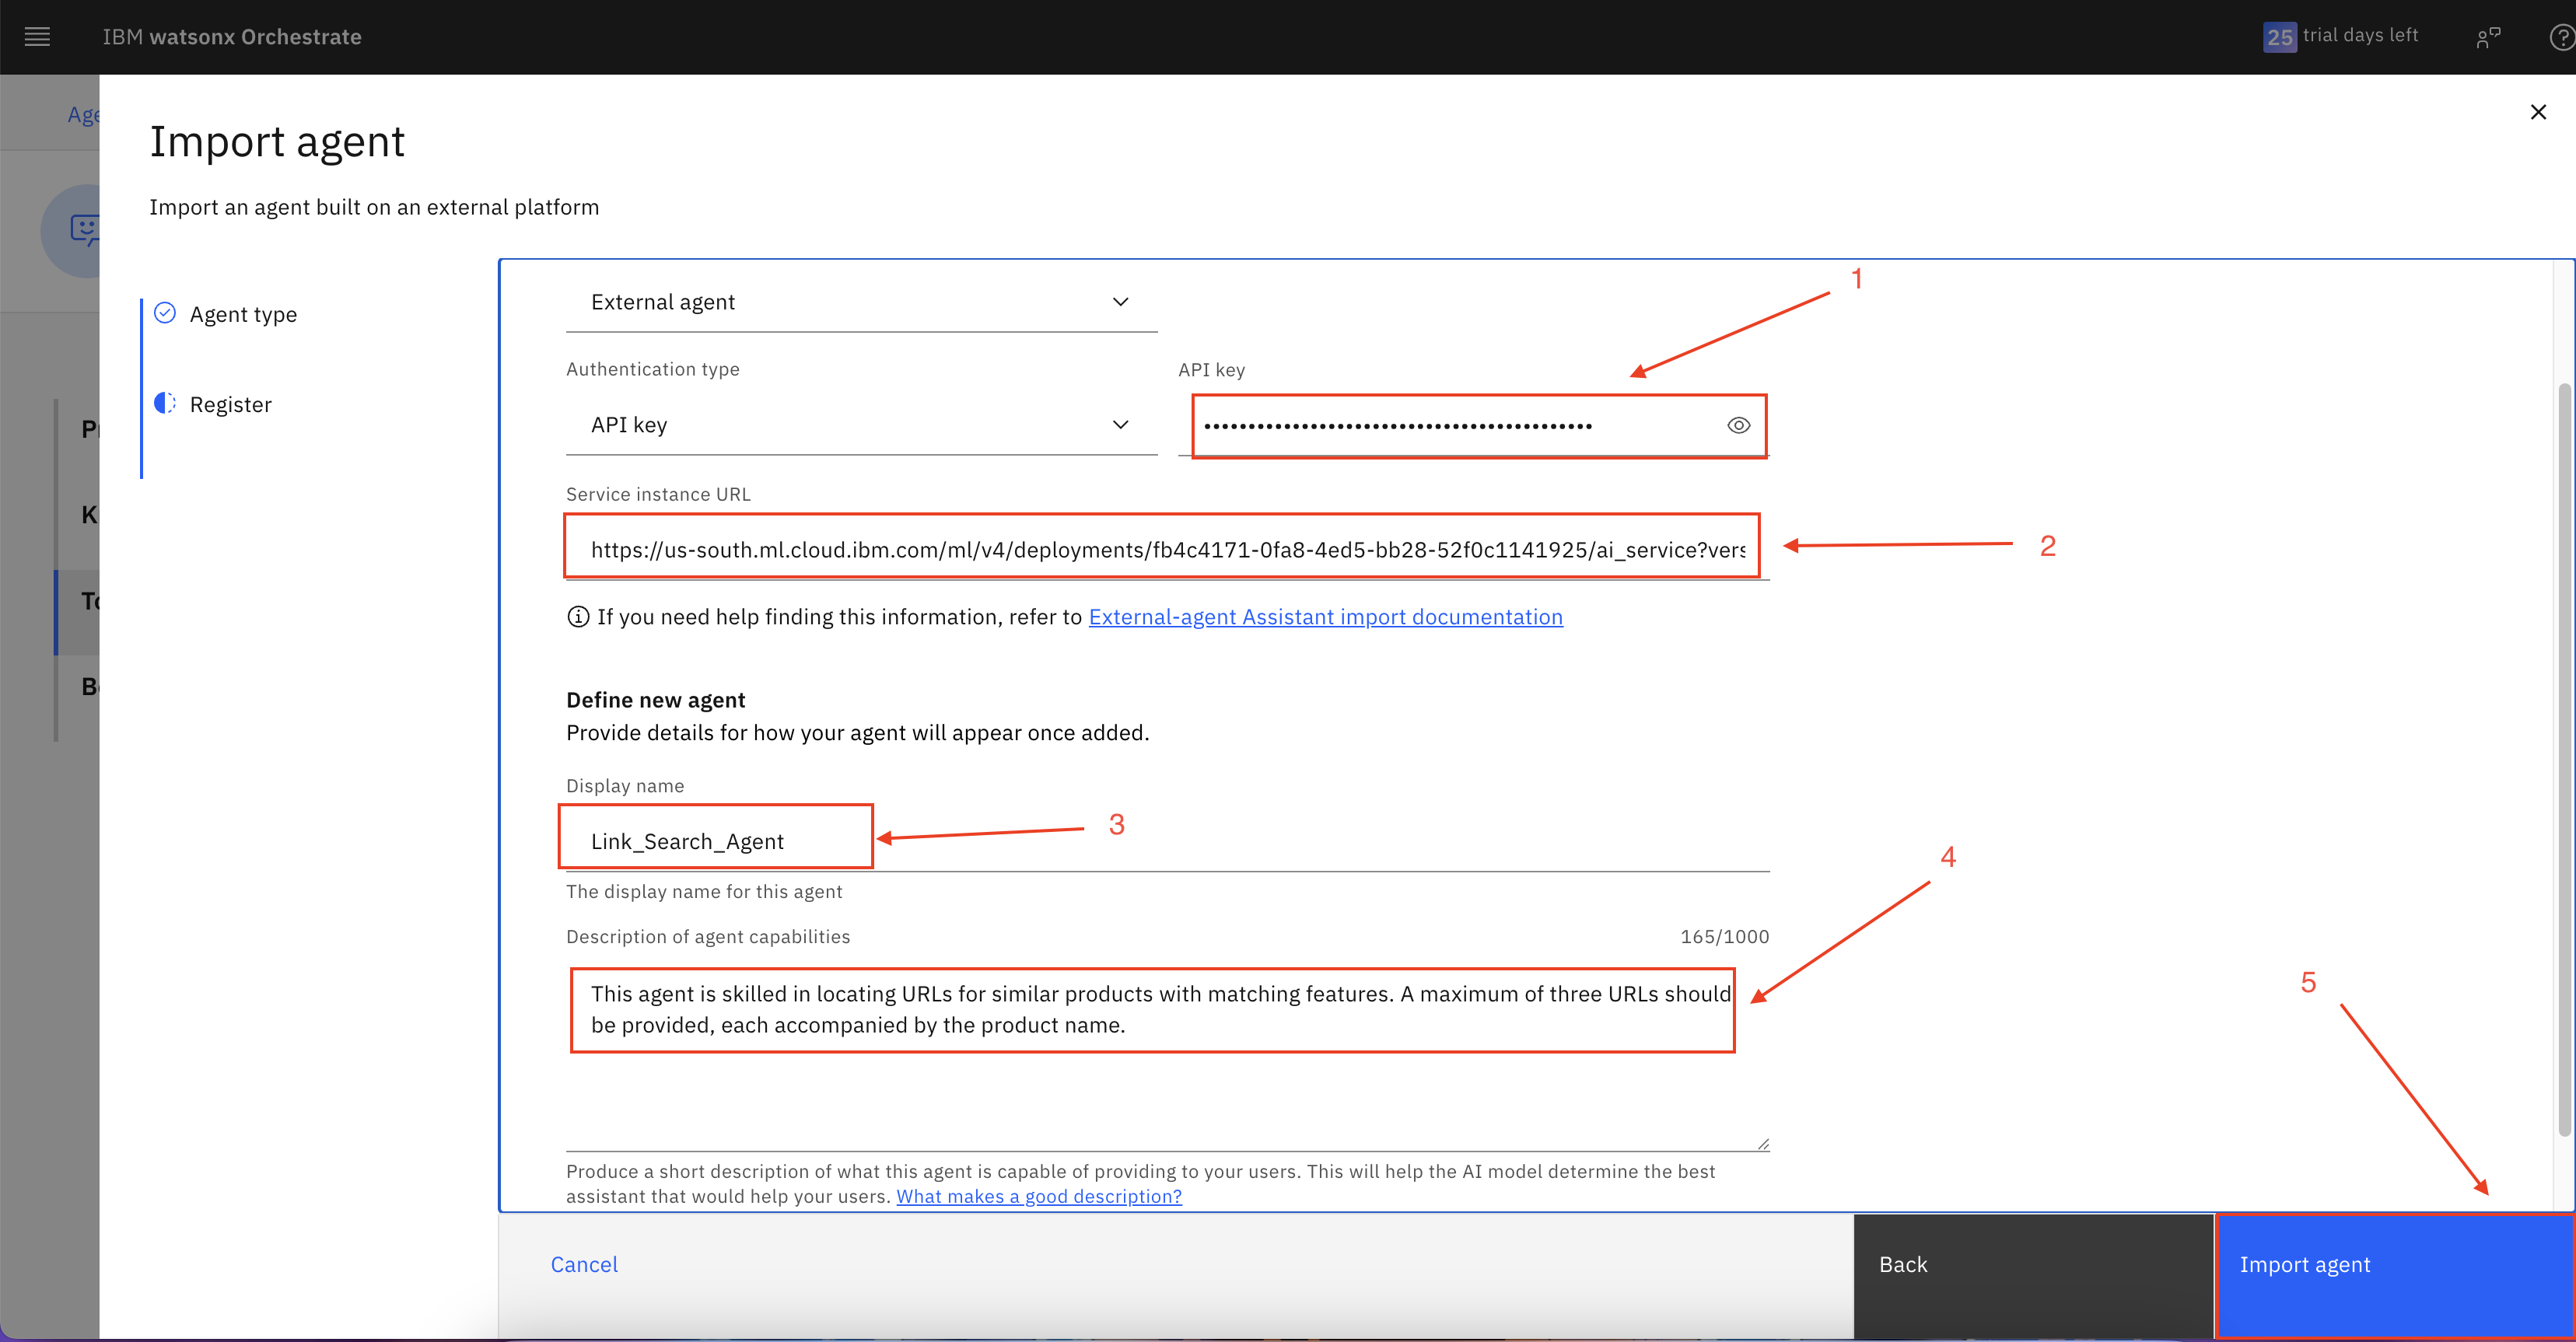 IBM watsonx Orchestrate
25 trial days left
Age
Import agent
Import an agent built on an external platform
Agent type
Register
External agent
1
Authentication type
API key
API key
••••••••••••••••••••••••••••••••••••••••••••
Service instance URL
https://us-south.ml.cloud.ibm.com/ml/v4/deployments/fb4c4171-0fa8-4ed5-bb28-52f0c1141925/ai_service?vers
2
If you need help finding this information, refer to External-agent Assistant import documentation
Define new agent
Provide details for how your agent will appear once added.
Display name
Link_Search_Agent
3
The display name for this agent
4
Description of agent capabilities
165/1000
This agent is skilled in locating URLs for similar products with matching features. A maximum of three URLs should
be provided, each accompanied by the product name.
5
Produce a short description of what this agent is capable of providing to your users. This will help the AI model determine the best
assistant that would help your users. What makes a good description?
Cancel
Back
Import agent